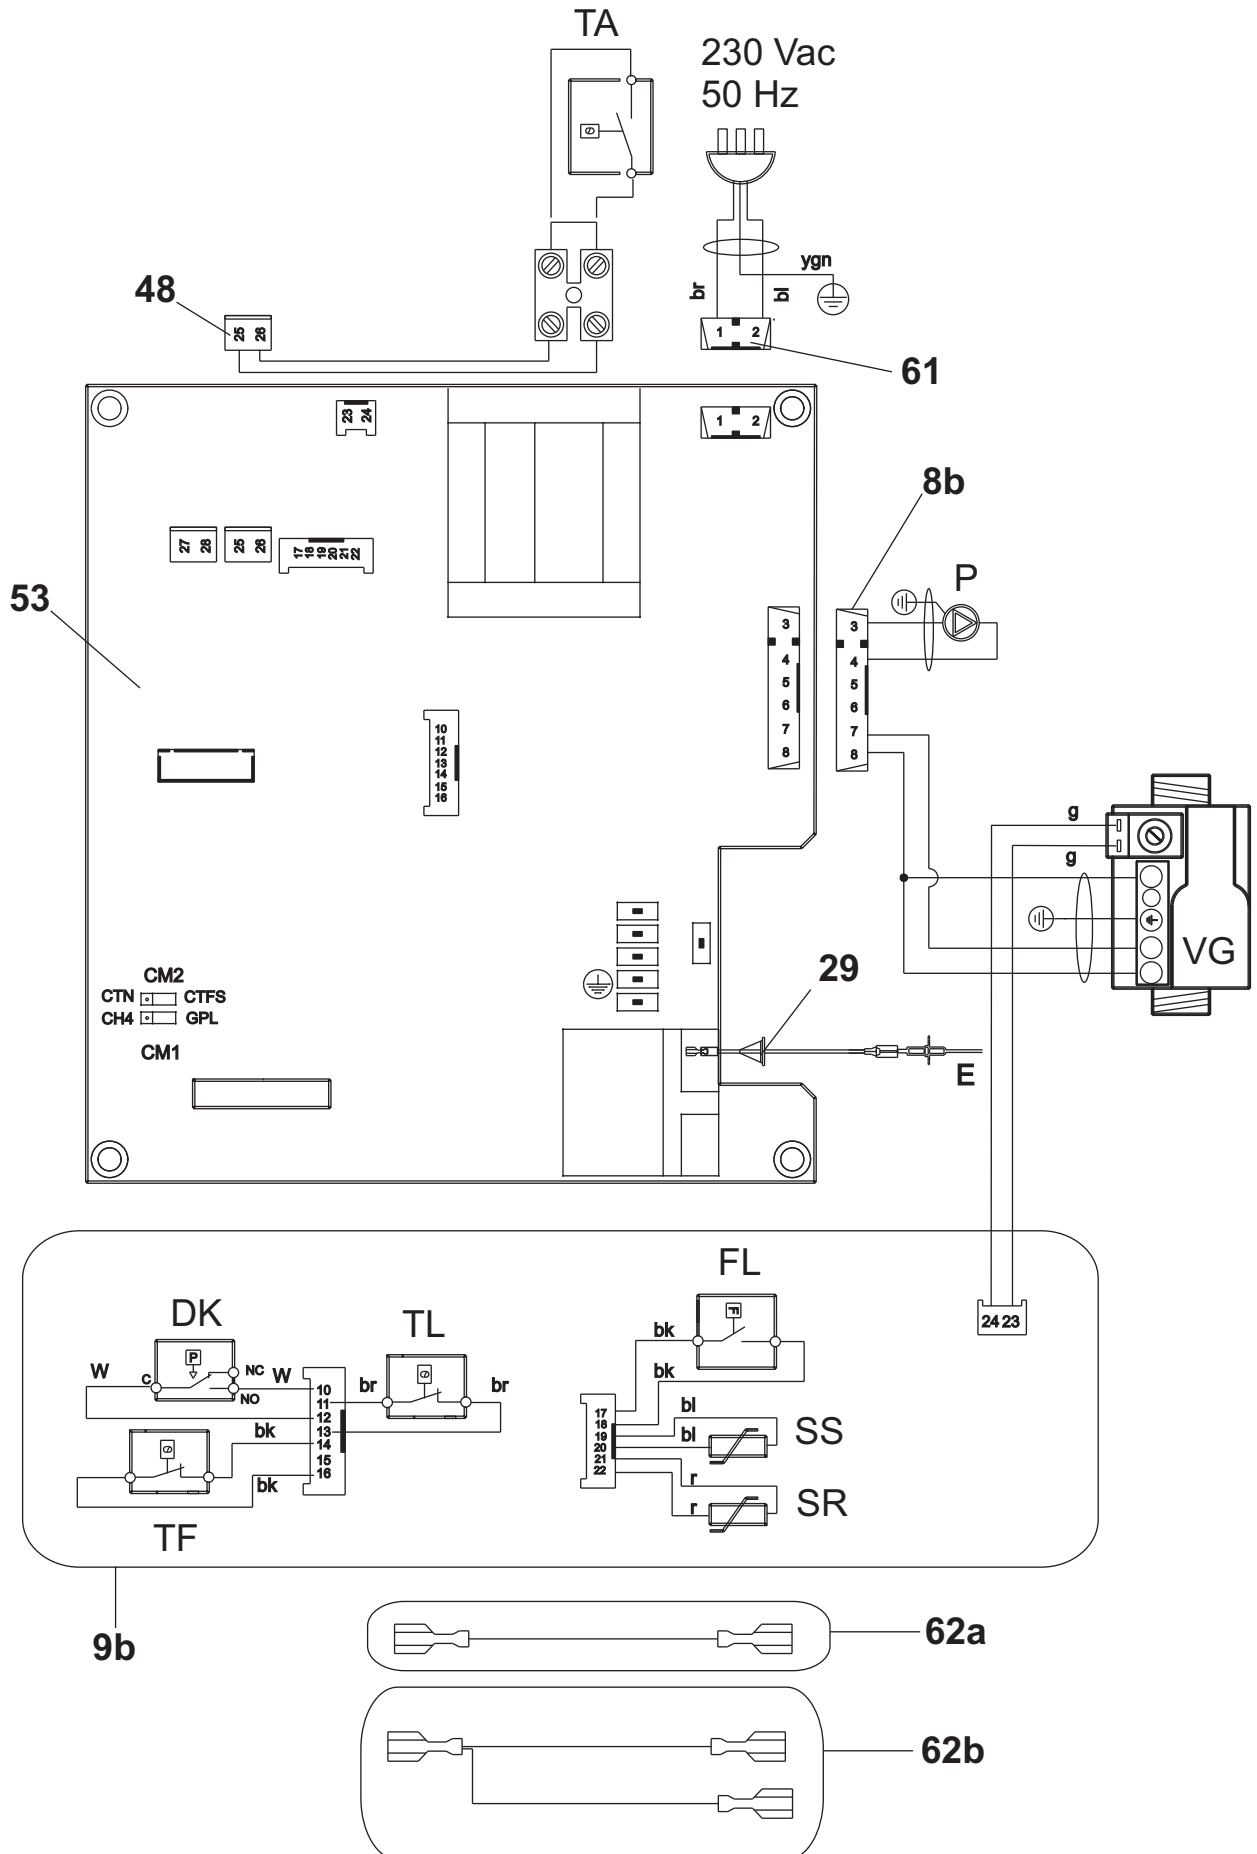 TA
230 Vac
50 Hz
ygn
br
bl
48
25 26
1 2
61
23 24
1 2
8b
27 28
25 26
17 18 19 20 21 22
P
53
3
4
5
6
7
8
3
4
5
6
7
8
10
11
12
13
14
15
16
g
g
VG
CM2
CTN CTFS
CH4 GPL
CM1
29
E
FL
F
DK
TL
24 23
P
W
C
NC
W
NO
bk
bk
br
br
10
11
12
13
14
15
16
bk
bk
17
18
19
20
21
22
bl
bl
SS
r
r
SR
TF
9b
62a
62b